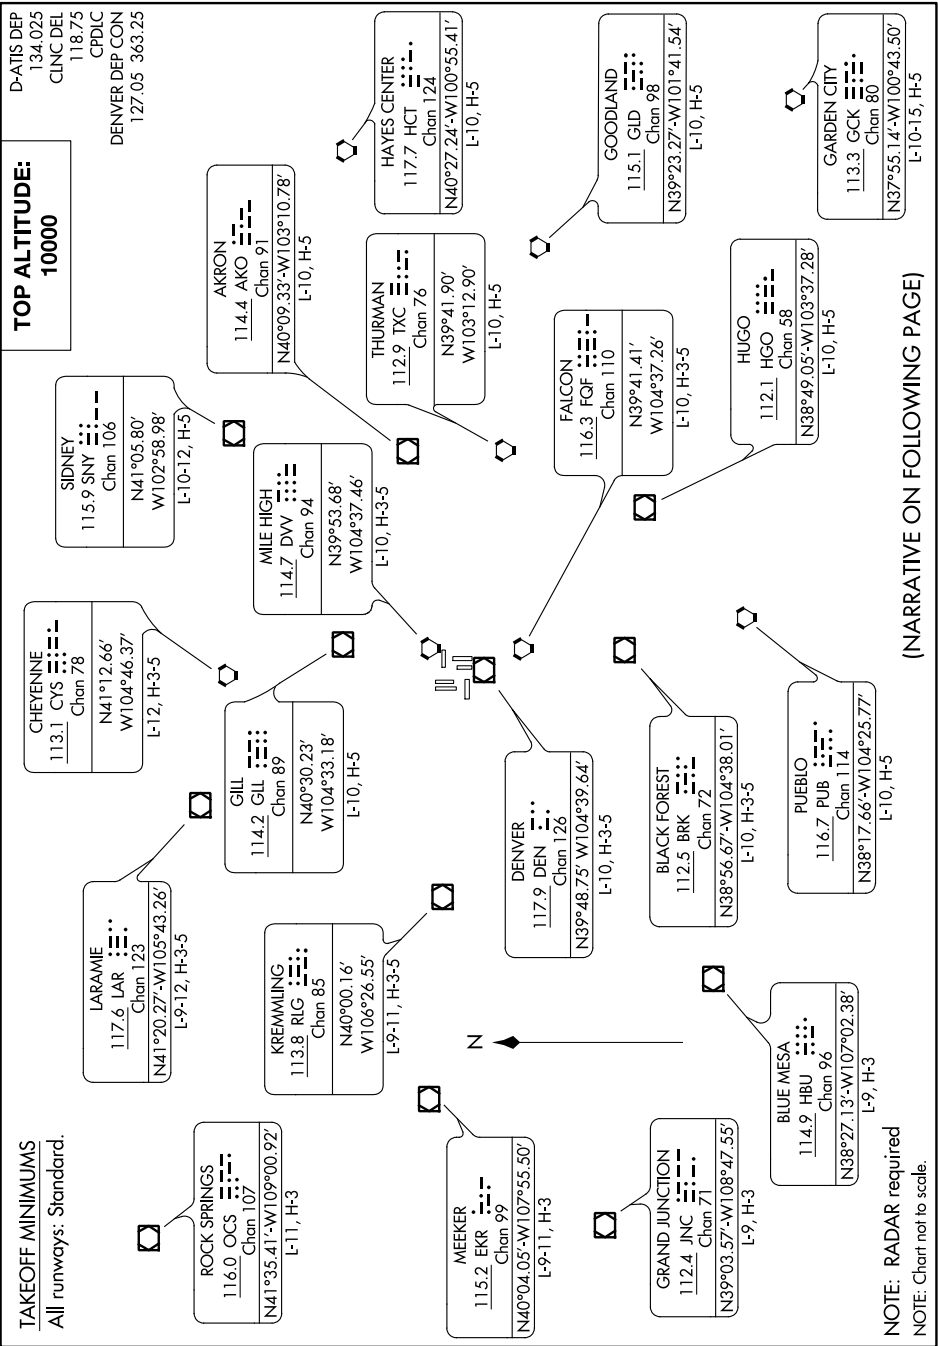 TAKEOFF MINIMUMS
All runways: Standard.
TOP ALTITUDE:
10000
D-ATIS DEP
134.025
CLNC DEL
118.75
CPDLC
DENVER DEP CON
127.05 363.25
ROCK SPRINGS
116.0 OCS
Chan 107
N41°35.41'-W109°00.92'
L-11, H-3
LARAMIE
117.6 LAR
Chan 123
N41°20.27'-W105°43.26'
L-9-12, H-3-5
CHEYENNE
113.1 CYS
Chan 78
N41°12.66'
W104°46.37'
L-12, H-3-5
SIDNEY
115.9 SNY
Chan 106
N41°05.80'
W102°58.98'
L-10-12, H-5
GILL
114.2 GLL
Chan 89
N40°30.23'
W104°33.18'
L-10, H-5
MILE HIGH
114.7 DVV
Chan 94
N39°53.68'
W104°37.46'
L-10, H-3-5
AKRON
114.4 AKO
Chan 91
N40°09.33'-W103°10.78'
L-10, H-5
HAYES CENTER
117.7 HCT
Chan 124
N40°27.24'-W100°55.41'
L-10, H-5
KREMMLING
113.8 RLG
Chan 85
N40°00.16'
W106°26.55'
L-9-11, H-3-5
THURMAN
112.9 TXC
Chan 76
N39°41.90'
W103°12.90'
L-10, H-5
N
MEEKER
115.2 EKR
Chan 99
N40°04.05'-W107°55.50'
L-9-11, H-3
DENVER
117.9 DEN
Chan 126
N39°48.75' W104°39.64'
L-10, H-3-5
FALCON
116.3 FQF
Chan 110
N39°41.41'
W104°37.26'
L-10, H-3-5
GOODLAND
115.1 GLD
Chan 98
N39°23.27'-W101°41.54'
L-10, H-5
GRAND JUNCTION
112.4 JNC
Chan 71
N39°03.57'-W108°47.55'
L-9, H-3
BLACK FOREST
112.5 BRK
Chan 72
N38°56.67'-W104°38.01'
L-10, H-3-5
HUGO
112.1 HGO
Chan 58
N38°49.05'-W103°37.28'
L-10, H-5
BLUE MESA
114.9 HBU
Chan 96
N38°27.13'-W107°02.38'
L-9, H-3
PUEBLO
116.7 PUB
Chan 114
N38°17.66'-W104°25.77'
L-10, H-5
GARDEN CITY
113.3 GCK
Chan 80
N37°55.14'-W100°43.50'
L-10-15, H-5
NOTE: RADAR required
NOTE: Chart not to scale.
(NARRATIVE ON FOLLOWING PAGE)